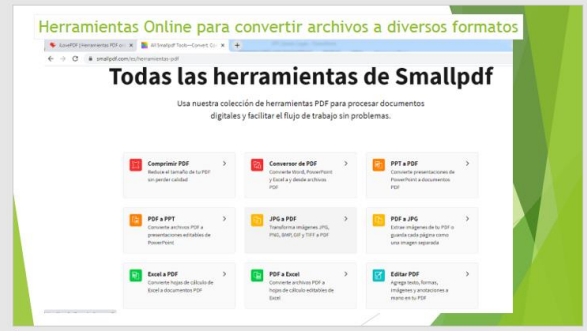 Herramientas Online para convertir archivos a diversos formatos
smallpdf.com/es/herramientas-pdf
Todas las herramientas de Smallpdf
Usa nuestra colección de herramientas PDF para procesar documentos
digitales y facilitar el flujo de trabajo sin problemas.
Comprimir PDF
Reduce el tamaño de tu PDF
sin perder calidad
Conversor de PDF
Convierte Word, PowerPoint
y Excel a y desde archivos
PDF
PPT a PDF
Convierte presentaciones de
PowerPoint a documentos
PDF
PDF a PPT
Convierte archivos PDF a
presentaciones editables de
PowerPoint
JPG a PDF
Transforma imágenes JPG,
PNG, BMP, GIF y TIFF a PDF
PDF a JPG
Extrae imágenes de tu PDF o
guarda cada página como
una imagen separada
Excel a PDF
Convierte hojas de cálculo de
Excel a documentos PDF
PDF a Excel
Convierte archivos PDF a
hojas de cálculo editables de
Excel
Editar PDF
Agrega texto, formas,
imágenes y anotaciones a
mano en tu PDF